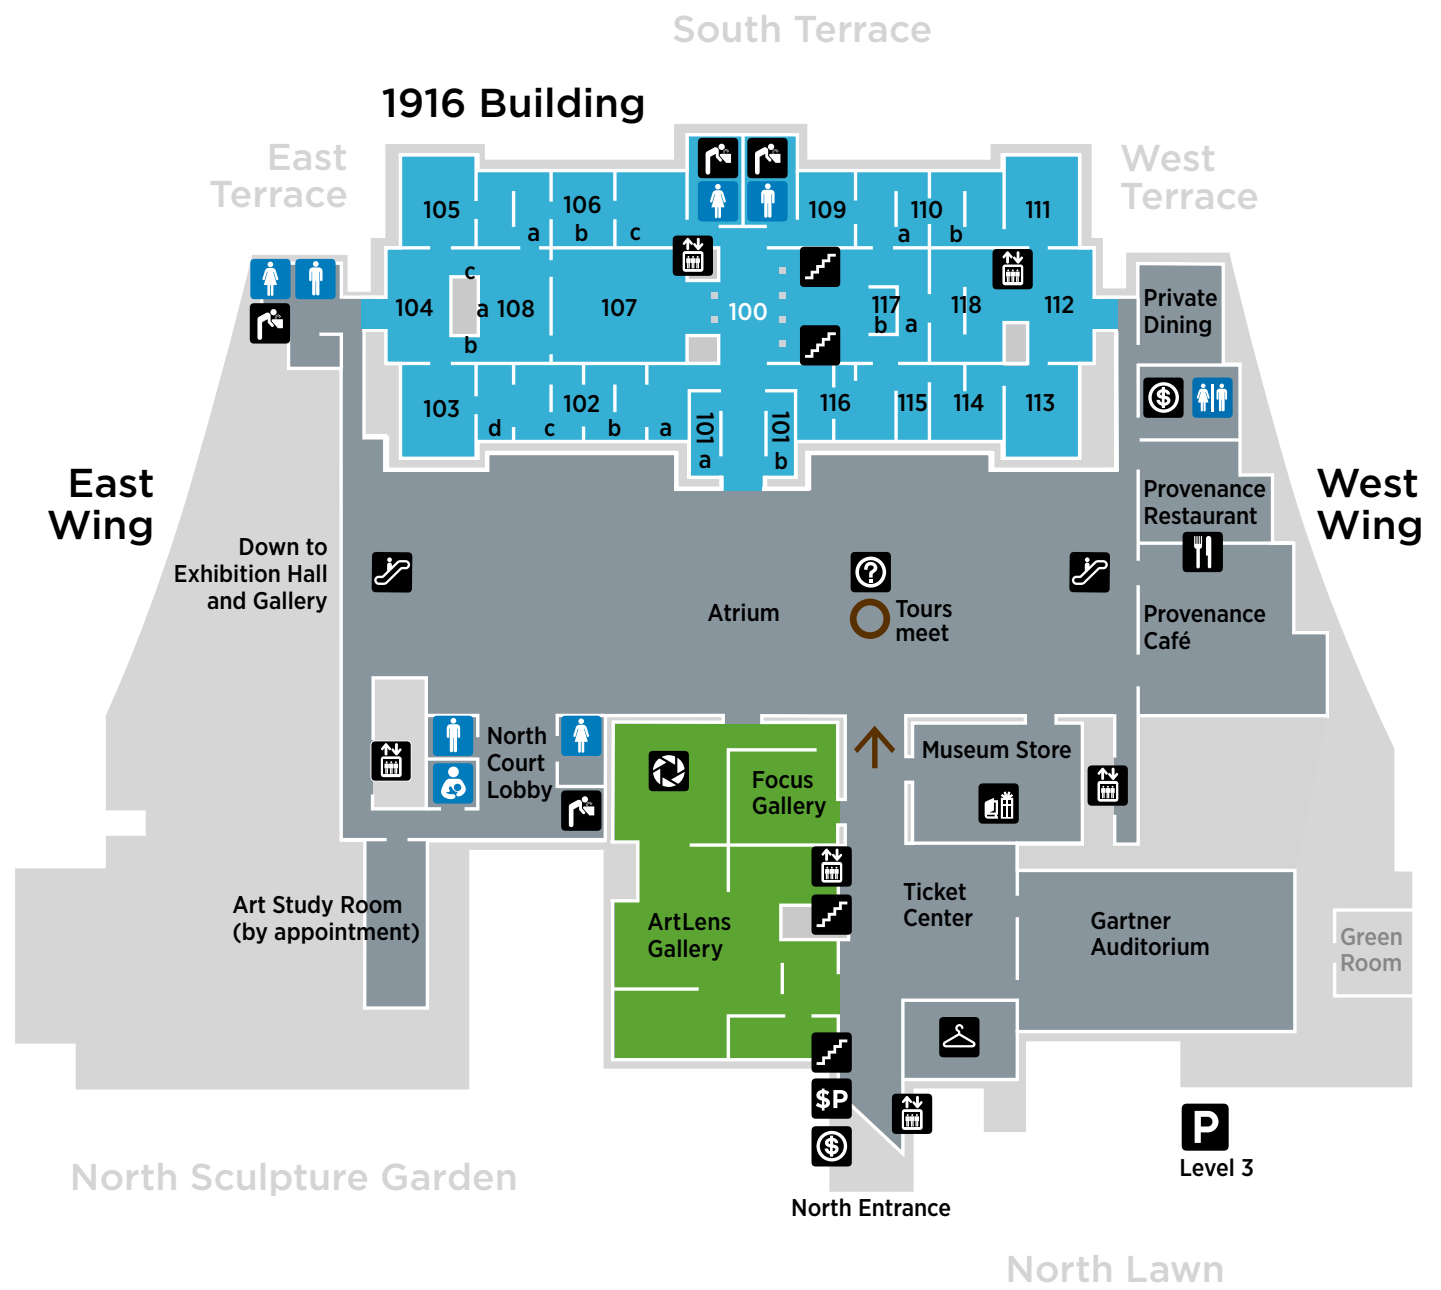 South Terrace
1916 Building
East
Terrace
West
Terrace
105
106
a
b
c
109
110
a
b
111
104
c
a
b
108
107
100
117
b
a
118
112
Private
Dining
103
102
d
c
b
a
101
a
101
b
116
115
114
113
$
East
Wing
West
Wing
Provenance
Restaurant
Down to
Exhibition Hall
and Gallery
?
Atrium
Tours
meet
Provenance
Café
North
Court
Lobby
Museum Store
Focus
Gallery
Art Study Room
(by appointment)
ArtLens
Gallery
Ticket
Center
Gartner
Auditorium
Green
Room
$P
$
P
Level 3
North Sculpture Garden
North Entrance
North Lawn